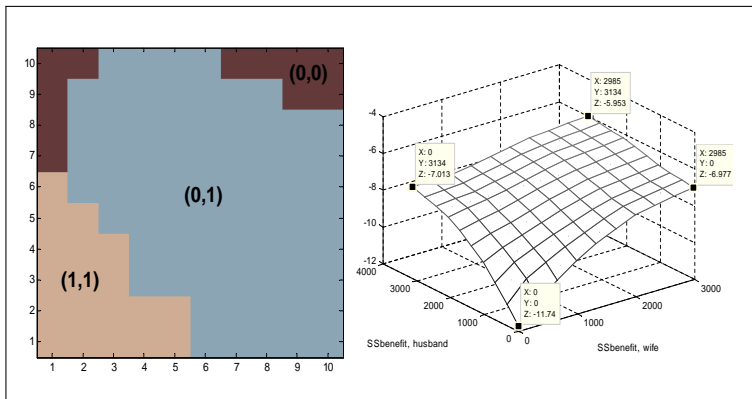 10
9
8
7
6
5
4
3
2
1
1 2 3 4 5 6 7 8 9 10
(0,0)
(0,1)
(1,1)
-4
-6
-8
-10
-12
4000
3000
2000
1000
0
0
1000
2000
3000
SSbenefit, husband
SSbenefit, wife
X: 2985
Y: 3134
Z: -5.953
X: 0
Y: 3134
Z: -7.013
X: 2985
Y: 0
Z: -6.977
X: 0
Y: 0
Z: -11.74